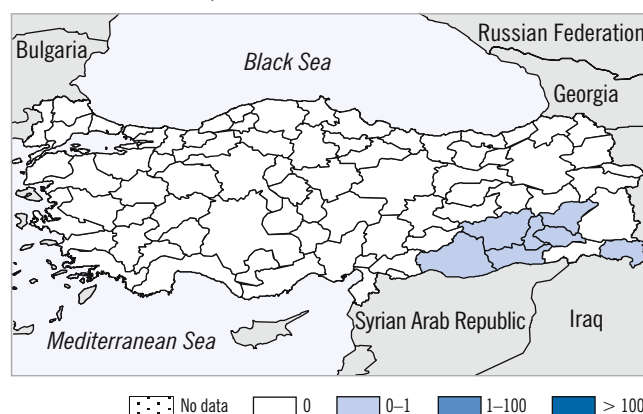 Russian Federation
Bulgaria
Black Sea
Georgia
Syrian Arab Republic
Iraq
Mediterranean Sea
No data 0 0–1 1–100 > 100